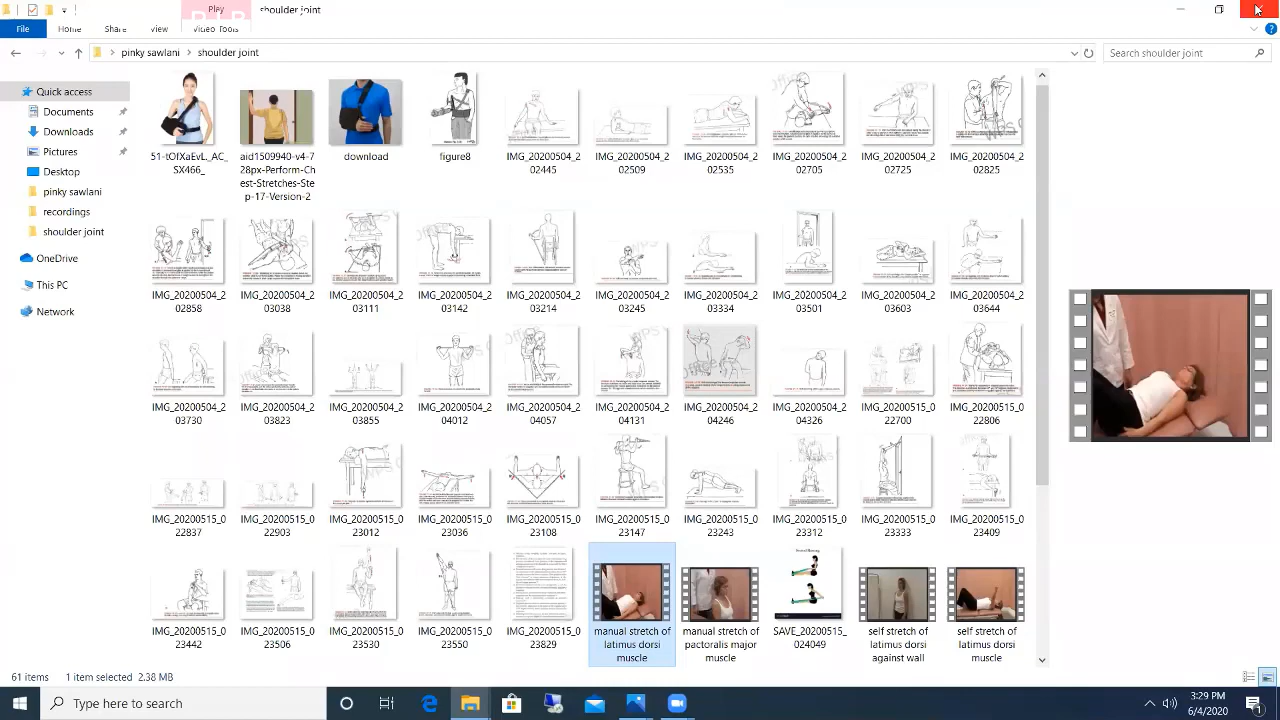 Play
shoulder joint
File
Home
Share
View
Video Tools
pinky sawlani
shoulder joint
Search shoulder joint
Quick access
Documents
Downloads
Pictures
Desktop
pinky sawlani
recordings
shoulder joint
OneDrive
This PC
Network
51-tOfXaEvL._AC_
SX466_
aid1509940-v4-7
28px-Perform-Ch
est-Stretches-Ste
p-17-Version-2
download
figure8
IMG_20200504_2
02445
IMG_20200504_2
02509
IMG_20200504_2
02535
IMG_20200504_2
02705
IMG_20200504_2
02725
IMG_20200504_2
02825
IMG_20200504_2
02858
IMG_20200504_2
03038
IMG_20200504_2
03111
IMG_20200504_2
03142
IMG_20200504_2
03214
IMG_20200504_2
03245
IMG_20200504_2
03334
IMG_20200504_2
03501
IMG_20200504_2
03603
IMG_20200504_2
03644
IMG_20200504_2
03730
IMG_20200504_2
03823
IMG_20200504_2
03855
IMG_20200504_2
04012
IMG_20200504_2
04057
IMG_20200504_2
04131
IMG_20200504_2
04246
IMG_20200504_2
04326
IMG_20200515_0
22700
IMG_20200515_0
22806
IMG_20200515_0
22837
IMG_20200515_0
22903
IMG_20200515_0
23012
IMG_20200515_0
23036
IMG_20200515_0
23108
IMG_20200515_0
23147
IMG_20200515_0
23243
IMG_20200515_0
23312
IMG_20200515_0
23333
IMG_20200515_0
23409
IMG_20200515_0
23442
IMG_20200515_0
23506
IMG_20200515_0
23530
IMG_20200515_0
23550
IMG_20200515_0
23829
manual stretch of
latimus dorsi
muscle
manual stretch of
pactoralis major
muscle
SAVE_20200515_
024049
self stretch of
latimus dorsi
against wall
self stretch of
latimus dorsi
muscle
61 items
1 item selected 2.38 MB
Type here to search
3:29 PM
6/4/2020